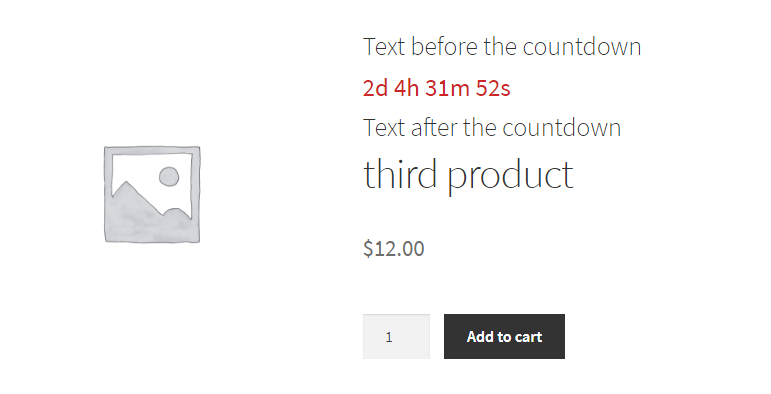 Text before the countdown
2d 4h 31m 52s
Text after the countdown
third product
$12.00
1
Add to cart